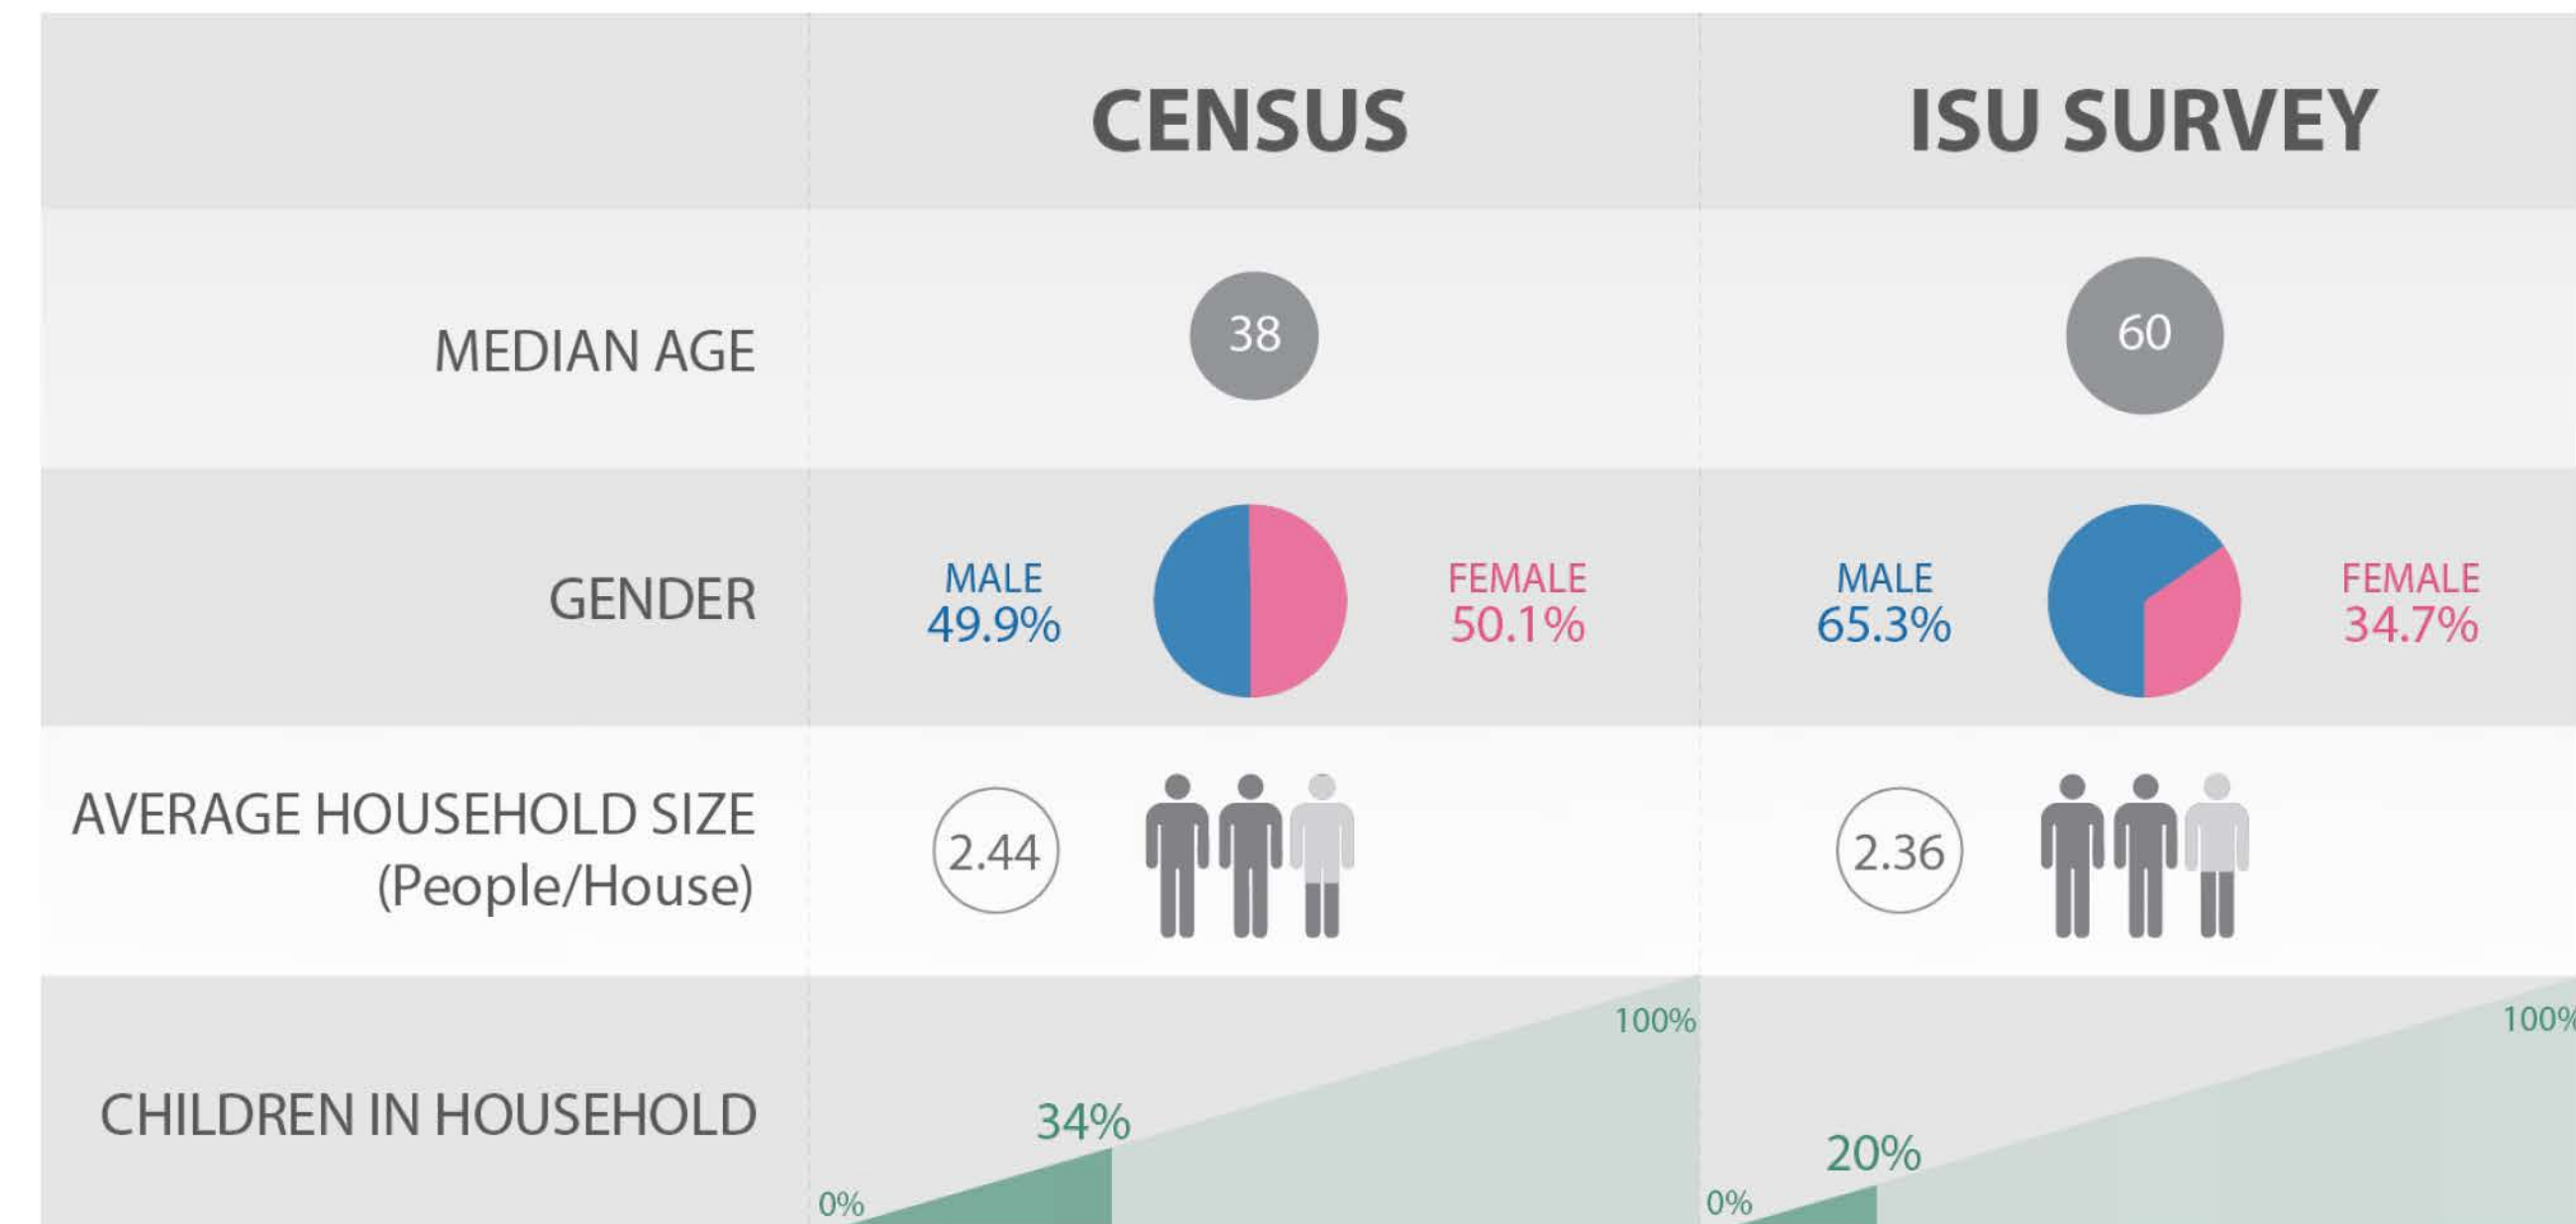 CENSUS
ISU SURVEY
MEDIAN AGE
38
60
GENDER
MALE
49.9%
FEMALE
50.1%
MALE
65.3%
FEMALE
34.7%
AVERAGE HOUSEHOLD SIZE
(People/House)
2.44
2.36
CHILDREN IN HOUSEHOLD
0%
34%
100%
0%
20%
100%